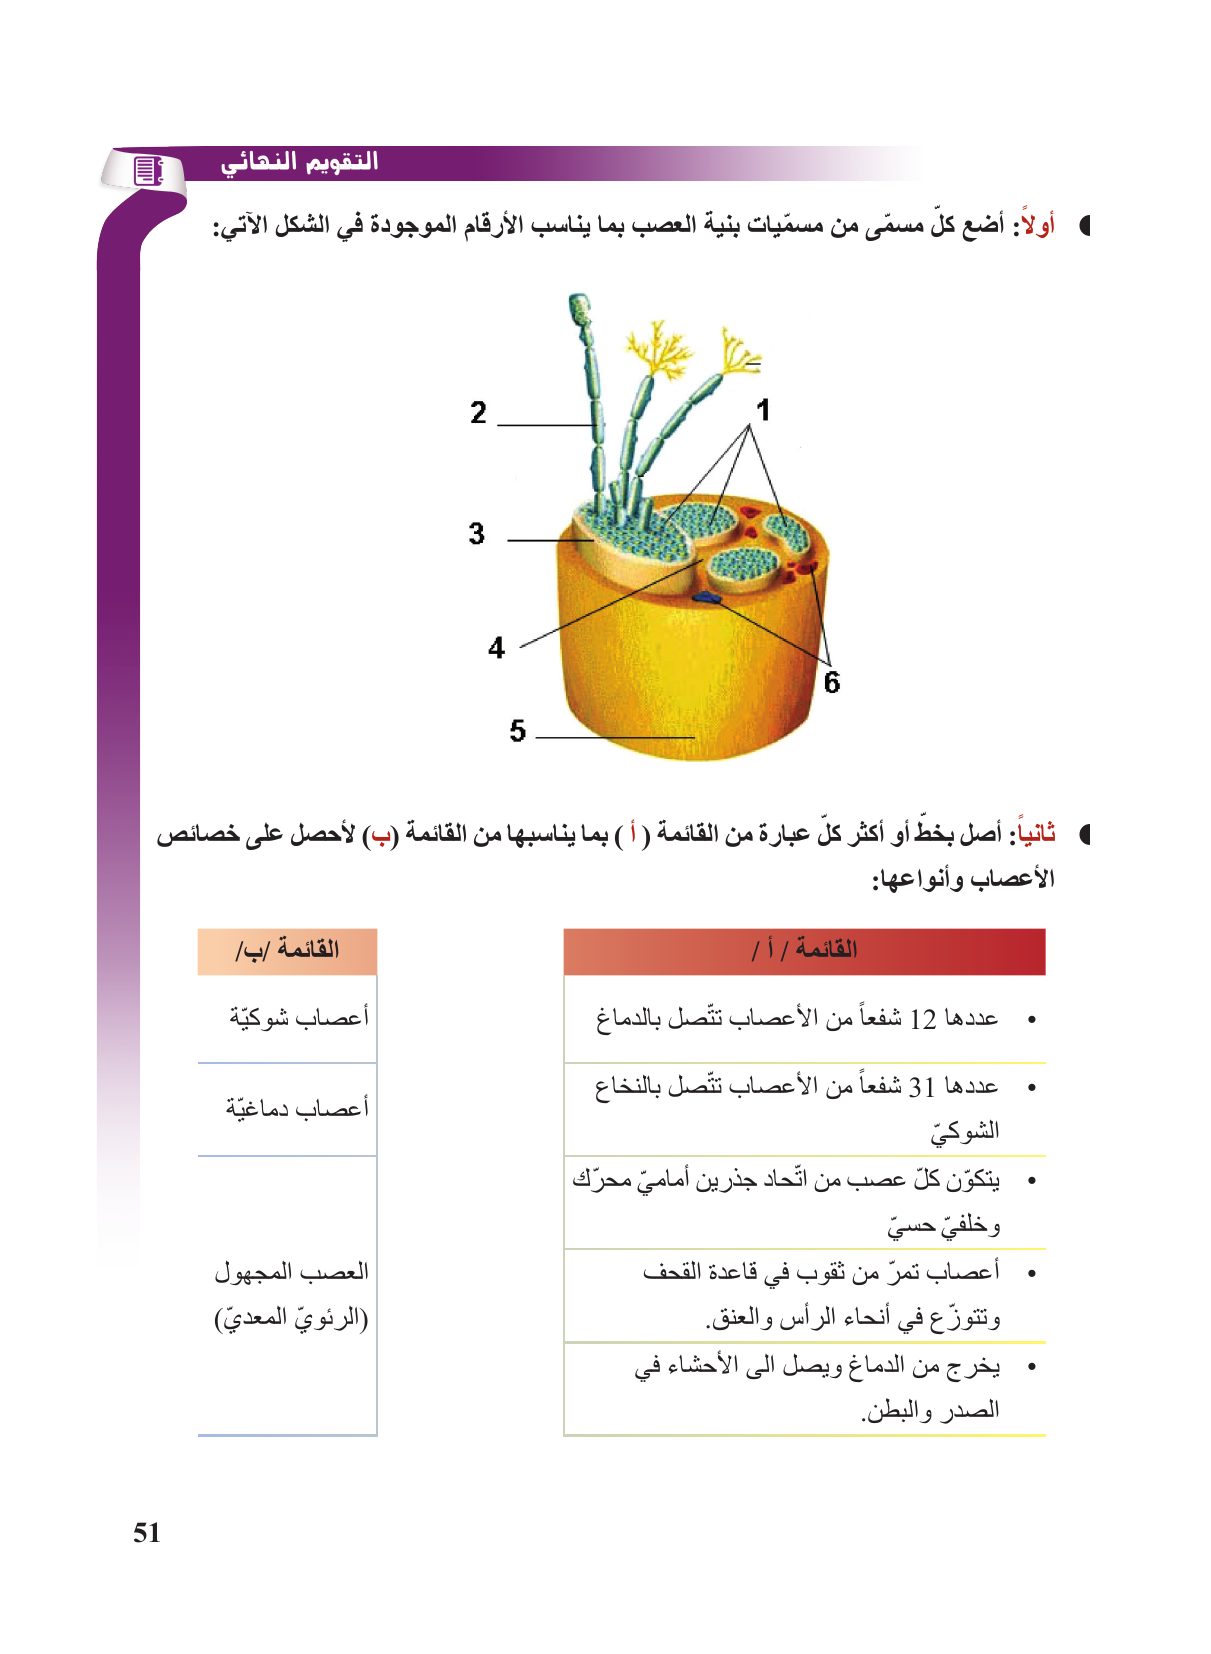 التقويم النهائي
أولاً: أضع كلّ مسمّى من مسمّيات بنية العصب بما يناسب الأرقام الموجودة في الشكل الآتي:
1
2
3
4
6
5
ثانياً: أصل بخطّ أو أكثر كلّ عبارة من القائمة ( أ ) بما يناسبها من القائمة (ب) لأحصل على خصائص
الأعصاب وأنواعها:
القائمة / أ /
القائمة /ب/
• عددها 12 شفعاً من الأعصاب تتّصل بالدماغ
أعصاب شوكيّة
• عددها 31 شفعاً من الأعصاب تتّصل بالنخاع
الشوكيّ
أعصاب دماغيّة
• يتكوّن كلّ عصب من اتّحاد جذرين أماميّ محرّك
وخلفيّ حسيّ
• أعصاب تمرّ من ثقوب في قاعدة القحف
وتتوزّع في أنحاء الرأس والعنق.
العصب المجهول
(الرئويّ المعديّ)
• يخرج من الدماغ ويصل الى الأحشاء في
الصدر والبطن.
51